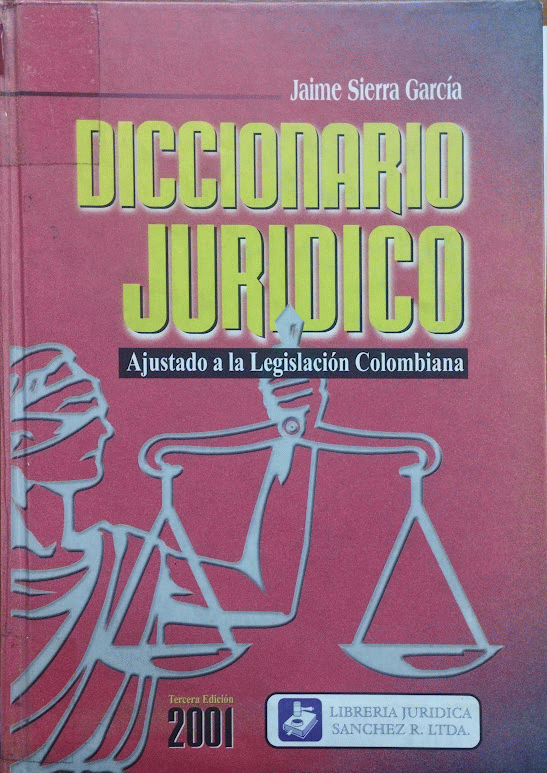 Jaime Sierra García
DICCIONARIO
JURIDICO
Ajustado a la Legislación Colombiana
Tercera Edición
2001
LIBRERIA JURIDICA
SANCHEZ R. LTDA.